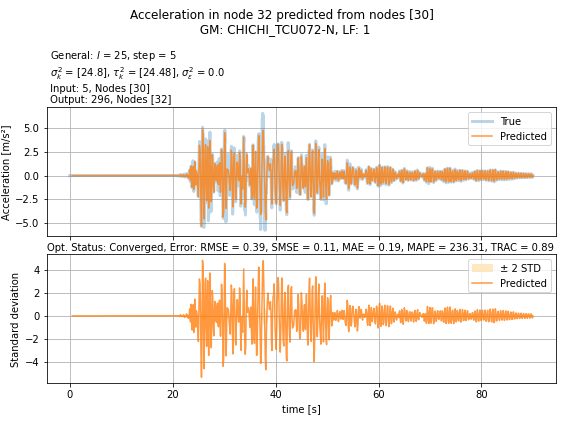 Acceleration in node 32 predicted from nodes [30]
GM: CHICHI_TCU072-N, LF: 1
General: l = 25, step = 5
σ²ₖ = [24.8], τ²ₖ = [24.48], σ²ε = 0.0
Input: 5, Nodes [30]
Output: 296, Nodes [32]
Acceleration [m/s²]
5.0
2.5
0.0
−2.5
−5.0
True
Predicted
Opt. Status: Converged, Error: RMSE = 0.39, SMSE = 0.11, MAE = 0.19, MAPE = 236.31, TRAC = 0.89
Standard deviation
4
2
0
−2
−4
± 2 STD
Predicted
0 20 40 60 80
time [s]